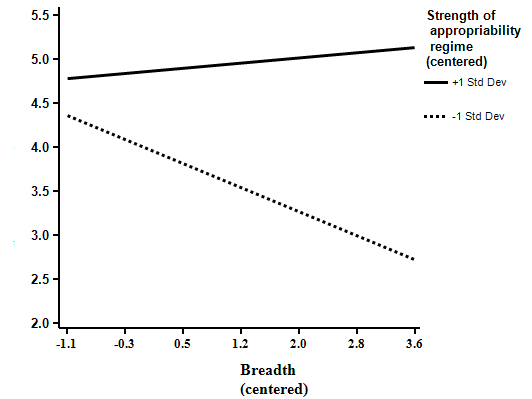 5.5
5.0
4.5
4.0
3.5
3.0
2.5
2.0
-1.1 -0.3 0.5 1.2 2.0 2.8 3.6
Breadth
(centered)
Strength of
appropriability
regime
(centered)
+1 Std Dev
-1 Std Dev